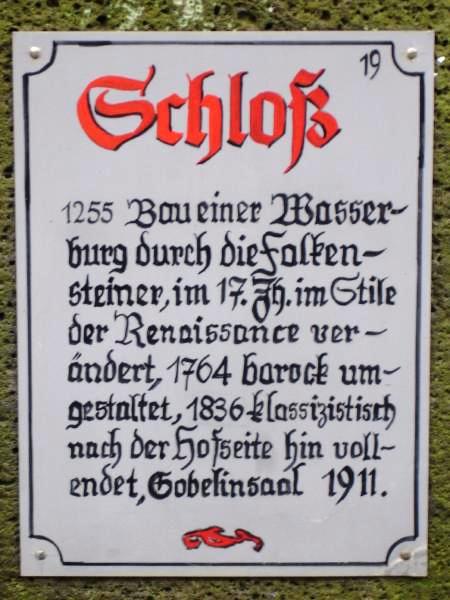 19
Schloß
1255 Bau einer Wasser-
burg durch die Falken-
steiner, im 17. Jh. im Stile
der Renaissance ver-
ändert, 1764 barock um-
gestaltet, 1836 klassizistisch
nach der Hofseite hin voll-
endet, Gobelinsaal 1911.